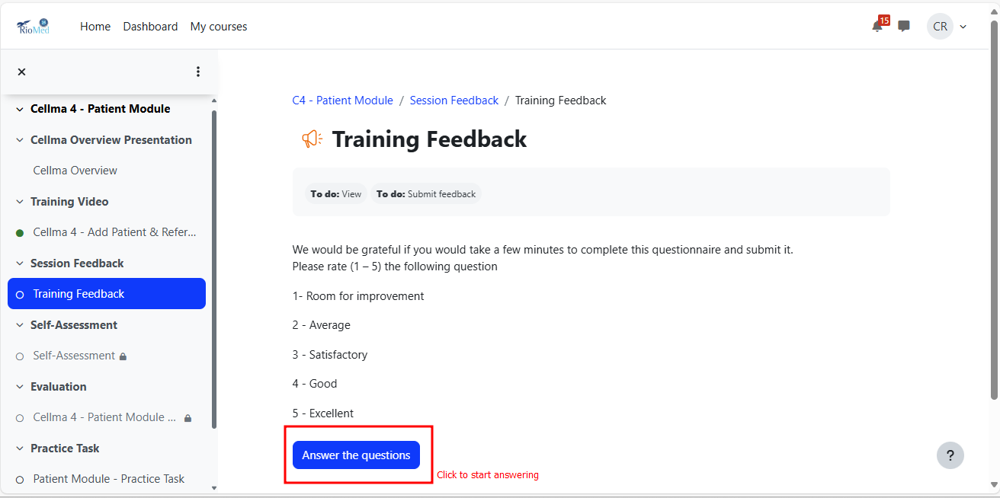 RioMed
Home Dashboard My courses
15
CR
Cellma 4 - Patient Module
Cellma Overview Presentation
Cellma Overview
Training Video
Cellma 4 - Add Patient & Refer...
Session Feedback
Training Feedback
Self-Assessment
Self-Assessment
Evaluation
Cellma 4 - Patient Module ...
Practice Task
Patient Module - Practice Task
C4 - Patient Module / Session Feedback / Training Feedback
Training Feedback
To do: View To do: Submit feedback
We would be grateful if you would take a few minutes to complete this questionnaire and submit it.
Please rate (1 – 5) the following question
1- Room for improvement
2 - Average
3 - Satisfactory
4 - Good
5 - Excellent
Answer the questions
Click to start answering
?